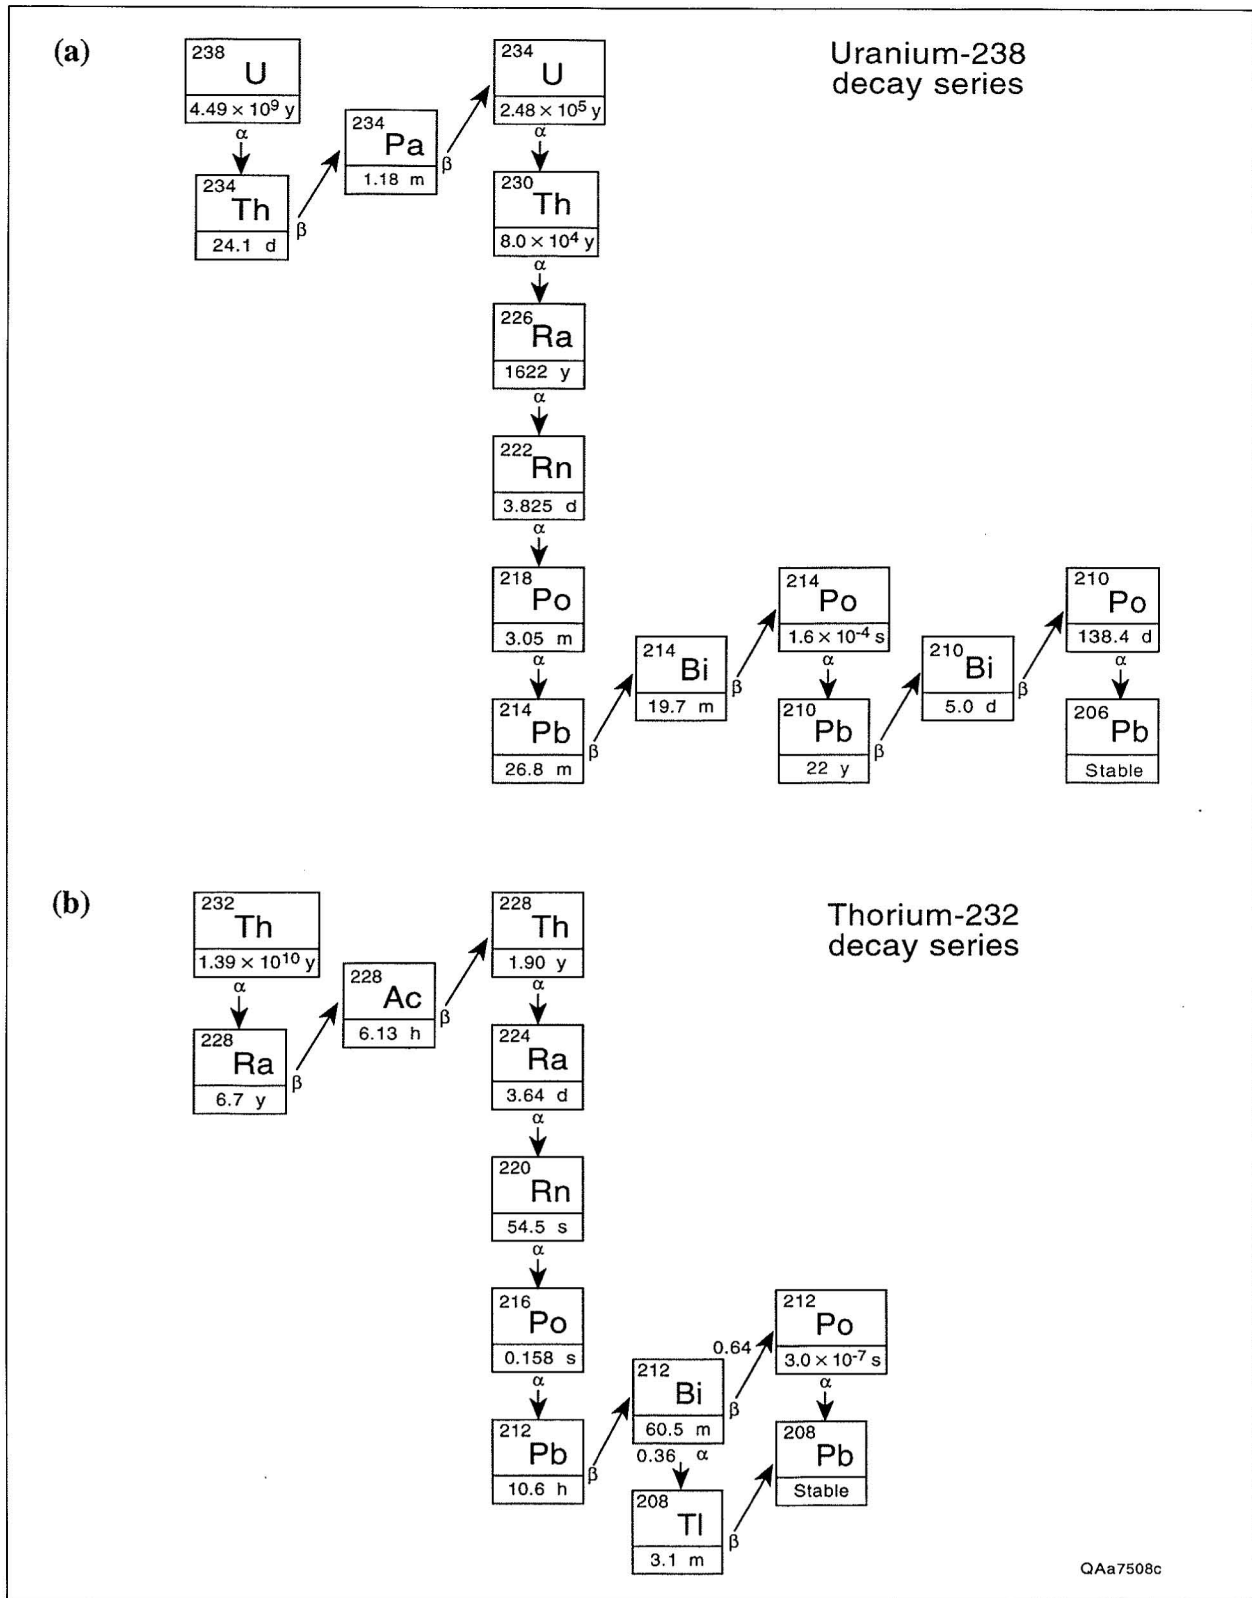 (a)
Uranium-238
decay series
238
U
4.49 × 10⁹ y
α
234
Th
24.1 d
β
234
Pa
1.18 m
β
234
U
2.48 × 10⁵ y
α
230
Th
8.0 × 10⁴ y
α
226
Ra
1622 y
α
222
Rn
3.825 d
α
218
Po
3.05 m
α
214
Pb
26.8 m
β
214
Bi
19.7 m
β
214
Po
1.6 × 10⁻⁴ s
α
210
Pb
22 y
β
210
Bi
5.0 d
β
210
Po
138.4 d
α
206
Pb
Stable
(b)
Thorium-232
decay series
232
Th
1.39 × 10¹⁰ y
α
228
Ra
6.7 y
β
228
Ac
6.13 h
β
228
Th
1.90 y
α
224
Ra
3.64 d
α
220
Rn
54.5 s
α
216
Po
0.158 s
α
212
Pb
10.6 h
β
212
Bi
60.5 m
0.64
β
212
Po
3.0 × 10⁻⁷ s
α
0.36 α
208
Tl
3.1 m
β
208
Pb
Stable
QAa7508c